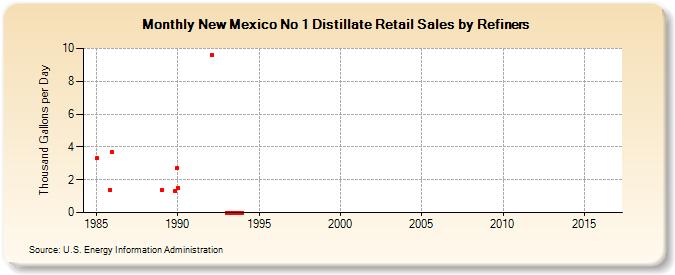 Monthly New Mexico No 1 Distillate Retail Sales by Refiners
Thousand Gallons per Day
10
8
6
4
2
0
1985 1990 1995 2000 2005 2010 2015
Source: U.S. Energy Information Administration